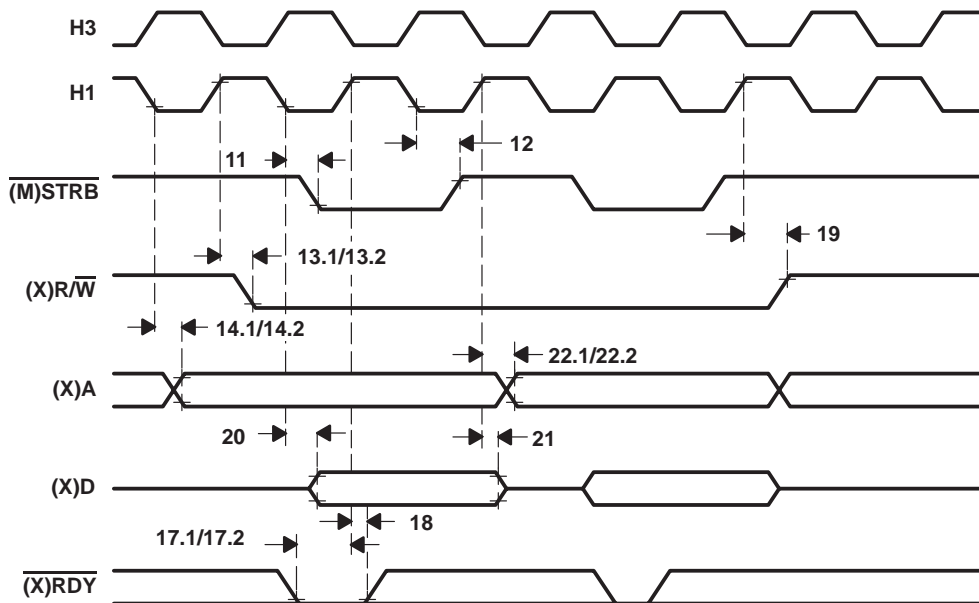 H3
H1
12
11
(M)STRB
19
13.1/13.2
(X)R/W
14.1/14.2
22.1/22.2
(X)A
20
21
(X)D
18
17.1/17.2
(X)RDY